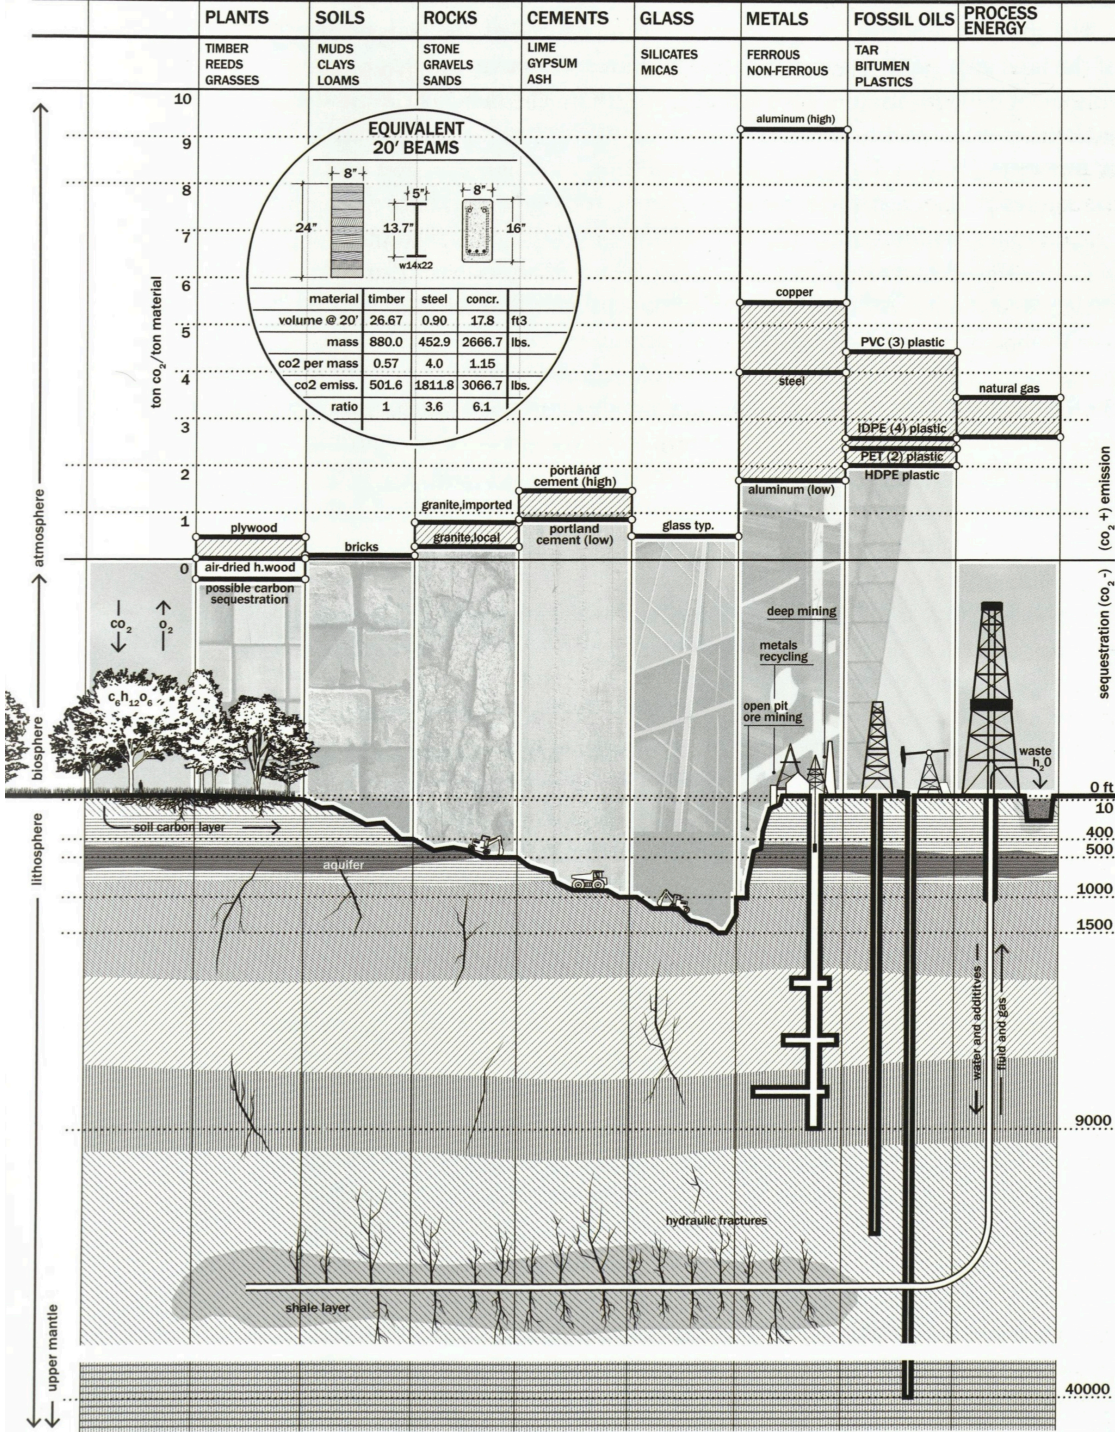 PLANTS
SOILS
ROCKS
CEMENTS
GLASS
METALS
FOSSIL OILS
PROCESS
ENERGY
TIMBER
REEDS
GRASSES
MUDS
CLAYS
LOAMS
STONE
GRAVELS
SANDS
LIME
GYPSUM
ASH
SILICATES
MICAS
FERROUS
NON-FERROUS
TAR
BITUMEN
PLASTICS
10
9
8
7
6
5
4
3
2
1
0
ton co₂/ton material
atmosphere
biosphere
lithosphere
upper mantle
EQUIVALENT
20' BEAMS
8"
24"
5"
13.7"
w14x22
8"
16"
material timber steel concr.
volume @ 20' 26.67 0.90 17.8 ft3
mass 880.0 452.9 2666.7 lbs.
co2 per mass 0.57 4.0 1.15
co2 emiss. 501.6 1811.8 3066.7 lbs.
ratio 1 3.6 6.1
aluminum (high)
copper
steel
aluminum (low)
PVC (3) plastic
lDPE (4) plastic
PET (2) plastic
HDPE plastic
natural gas
portland
cement (high)
portland
cement (low)
granite,imported
granite,local
glass typ.
plywood
bricks
air-dried h.wood
possible carbon
sequestration
(co₂ +) emission
sequestration (co₂ -)
co₂
o₂
c₆h₁₂o₆
deep mining
metals
recycling
open pit
ore mining
waste
h₂0
0 ft
10
400
500
1000
1500
9000
40000
soil carbon layer
aquifer
water and addititves
fluid and gas
hydraulic fractures
shale layer